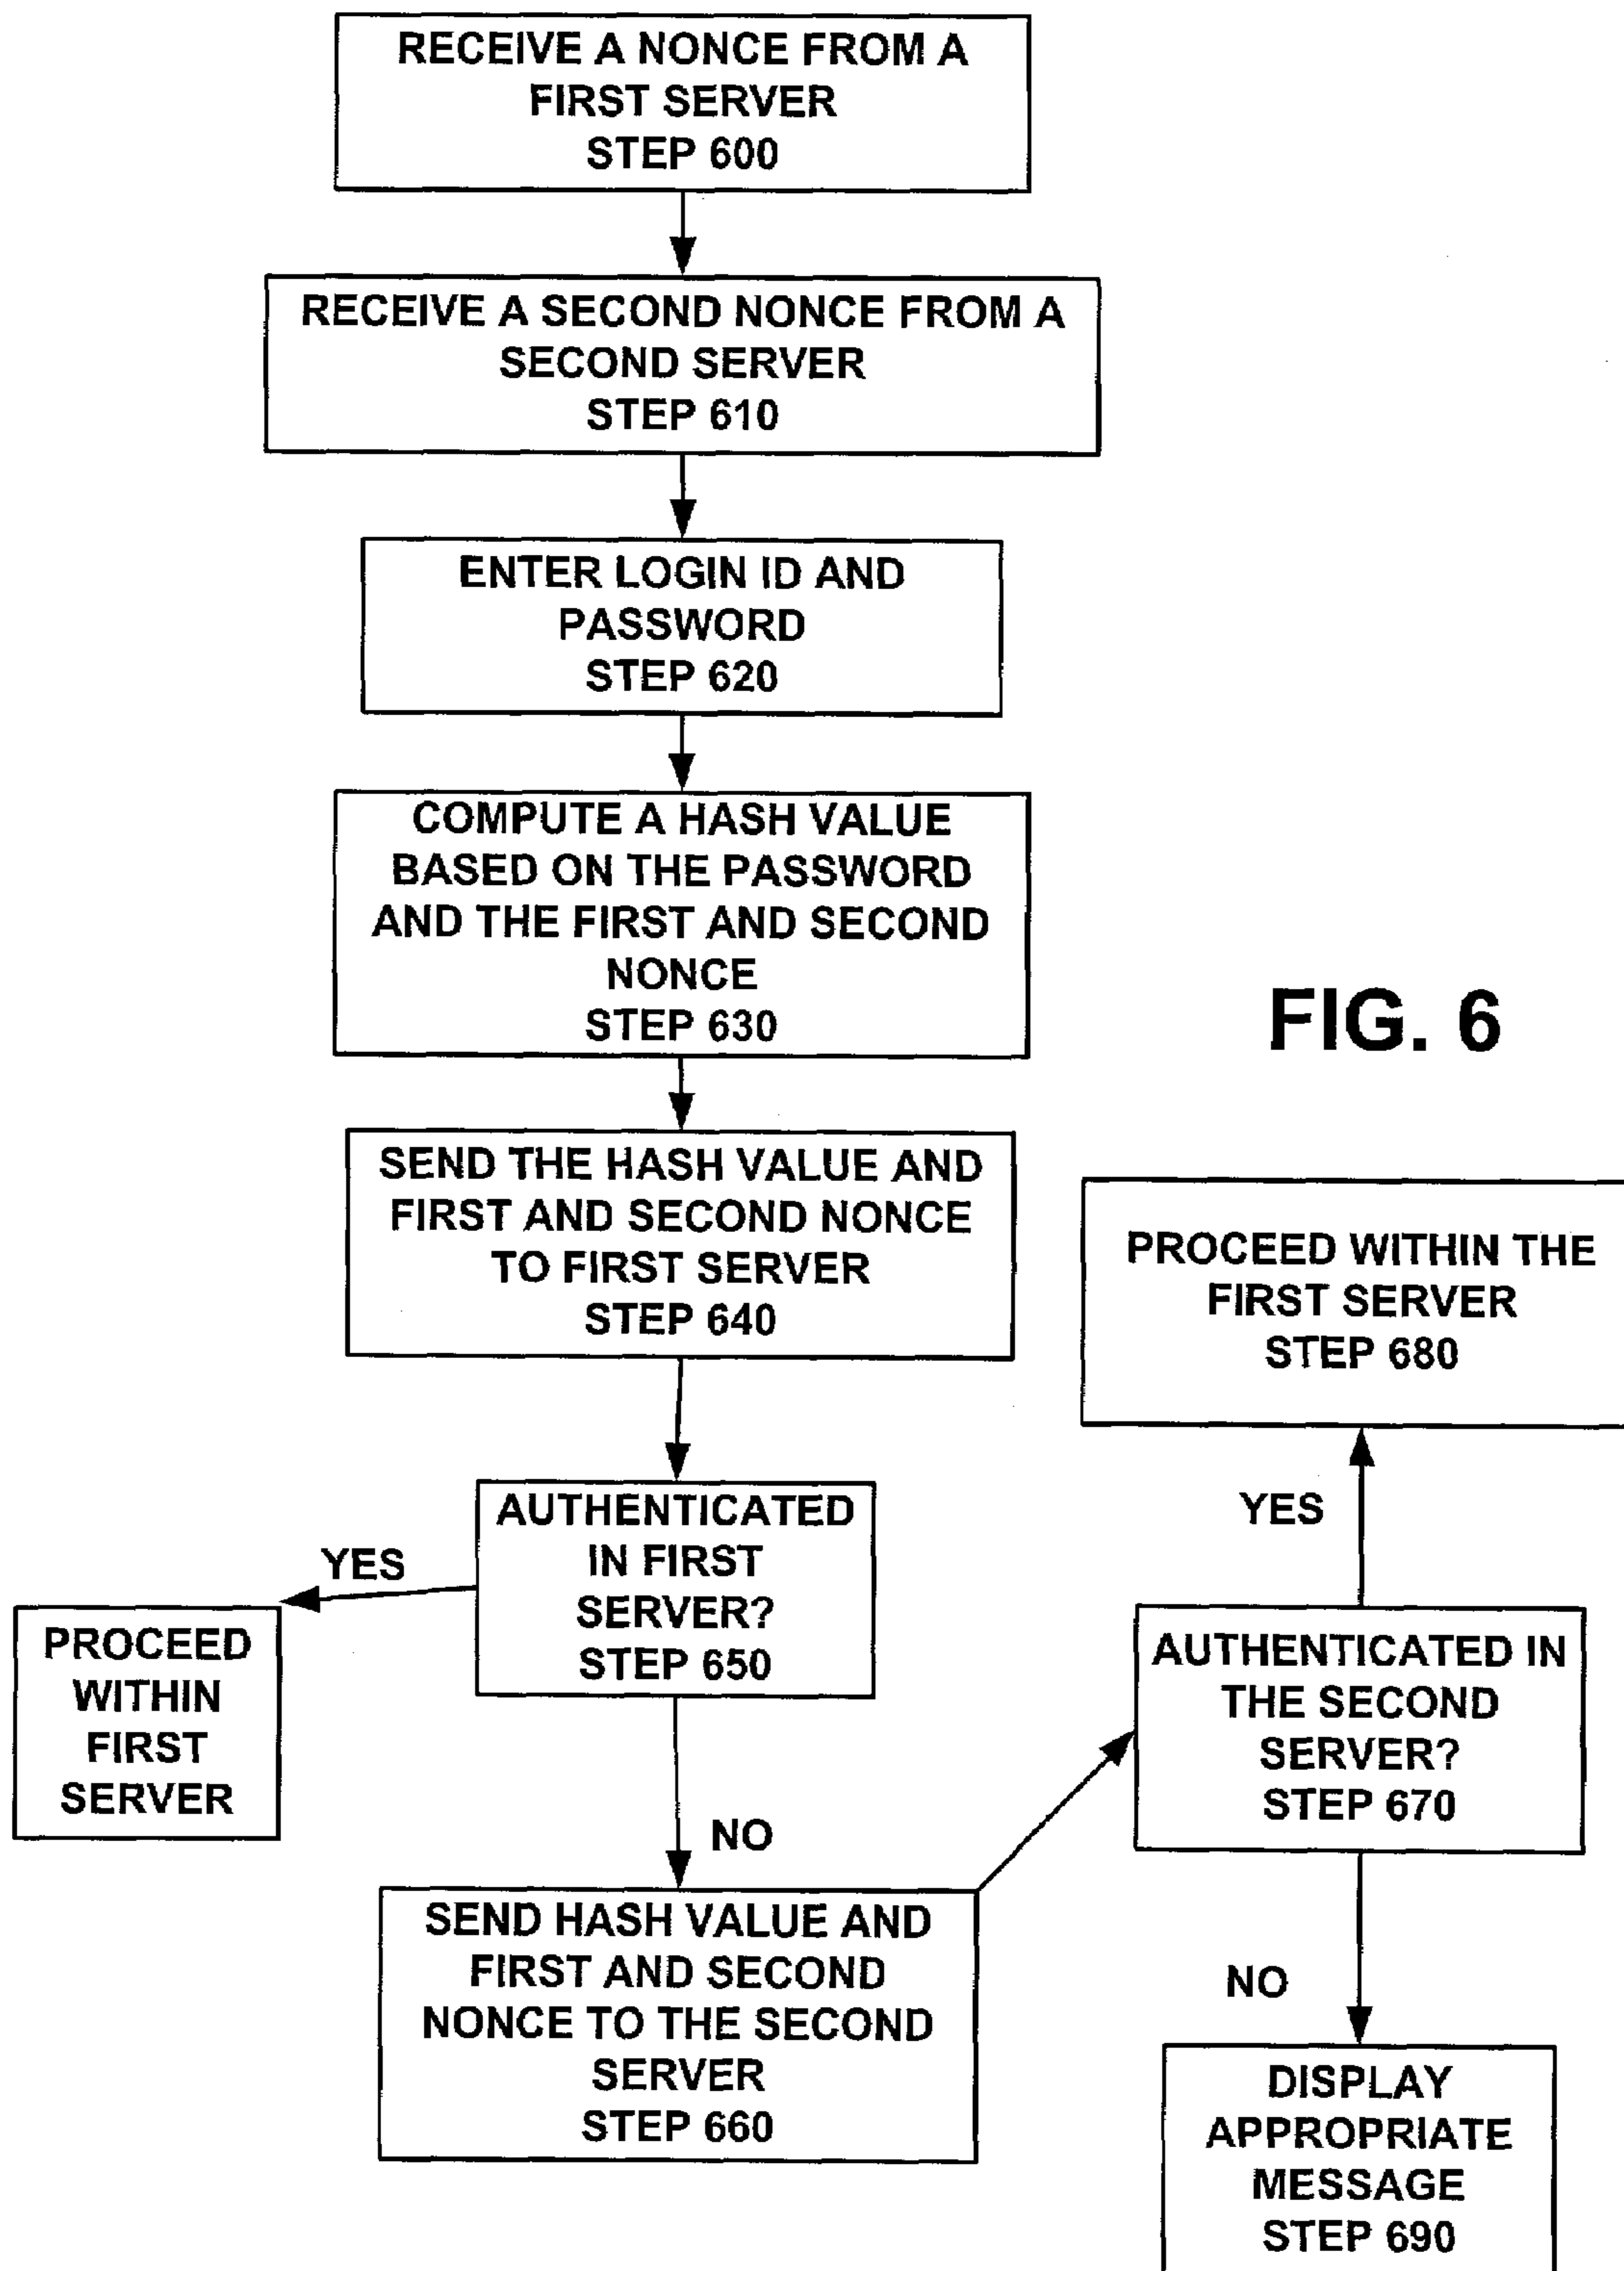 RECEIVE A NONCE FROM A
FIRST SERVER
STEP 600
RECEIVE A SECOND NONCE FROM A
SECOND SERVER
STEP 610
ENTER LOGIN ID AND
PASSWORD
STEP 620
COMPUTE A HASH VALUE
BASED ON THE PASSWORD
AND THE FIRST AND SECOND
NONCE
STEP 630
FIG. 6
SEND THE HASH VALUE AND
FIRST AND SECOND NONCE
TO FIRST SERVER
STEP 640
AUTHENTICATED
IN FIRST
SERVER?
STEP 650
YES
PROCEED
WITHIN
FIRST
SERVER
NO
SEND HASH VALUE AND
FIRST AND SECOND
NONCE TO THE SECOND
SERVER
STEP 660
AUTHENTICATED IN
THE SECOND
SERVER?
STEP 670
YES
PROCEED WITHIN THE
FIRST SERVER
STEP 680
NO
DISPLAY
APPROPRIATE
MESSAGE
STEP 690